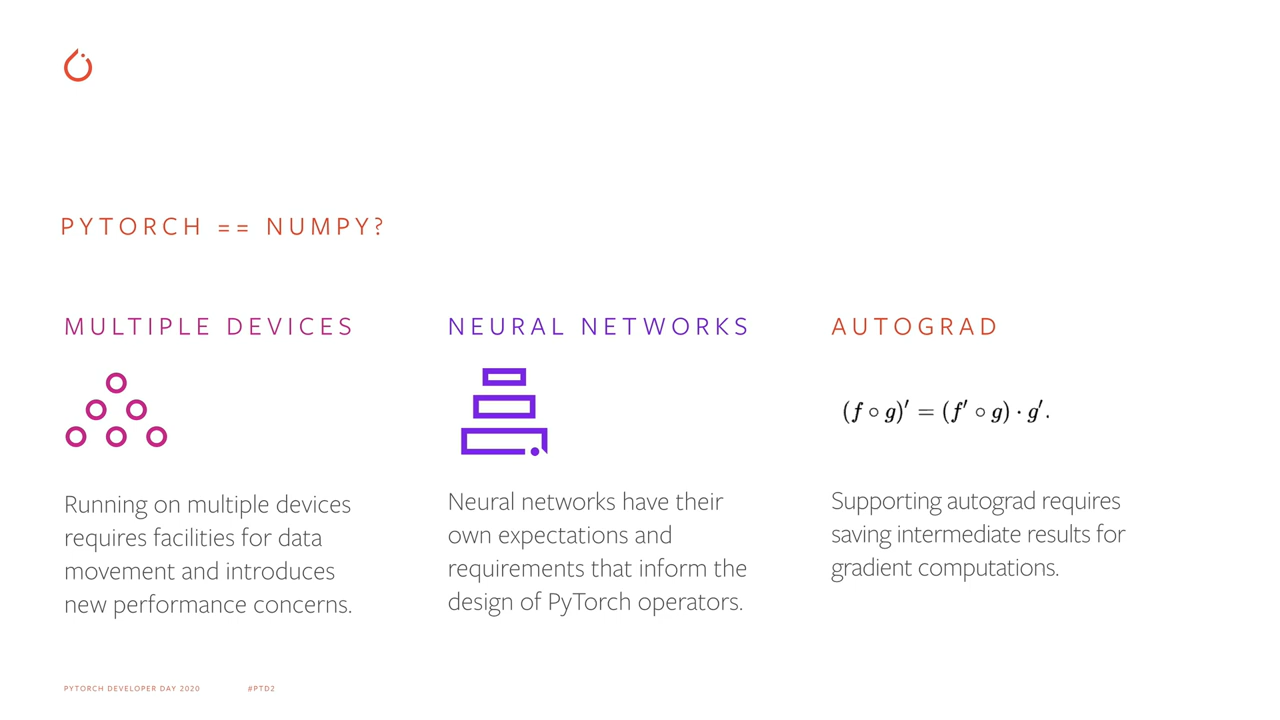 PYTORCH == NUMPY?
MULTIPLE DEVICES
Running on multiple devices
requires facilities for data
movement and introduces
new performance concerns.
NEURAL NETWORKS
Neural networks have their
own expectations and
requirements that inform the
design of PyTorch operators.
AUTOGRAD
(f ∘ g)′ = (f′ ∘ g) · g′.
Supporting autograd requires
saving intermediate results for
gradient computations.
PYTORCH DEVELOPER DAY 2020
#PTD2